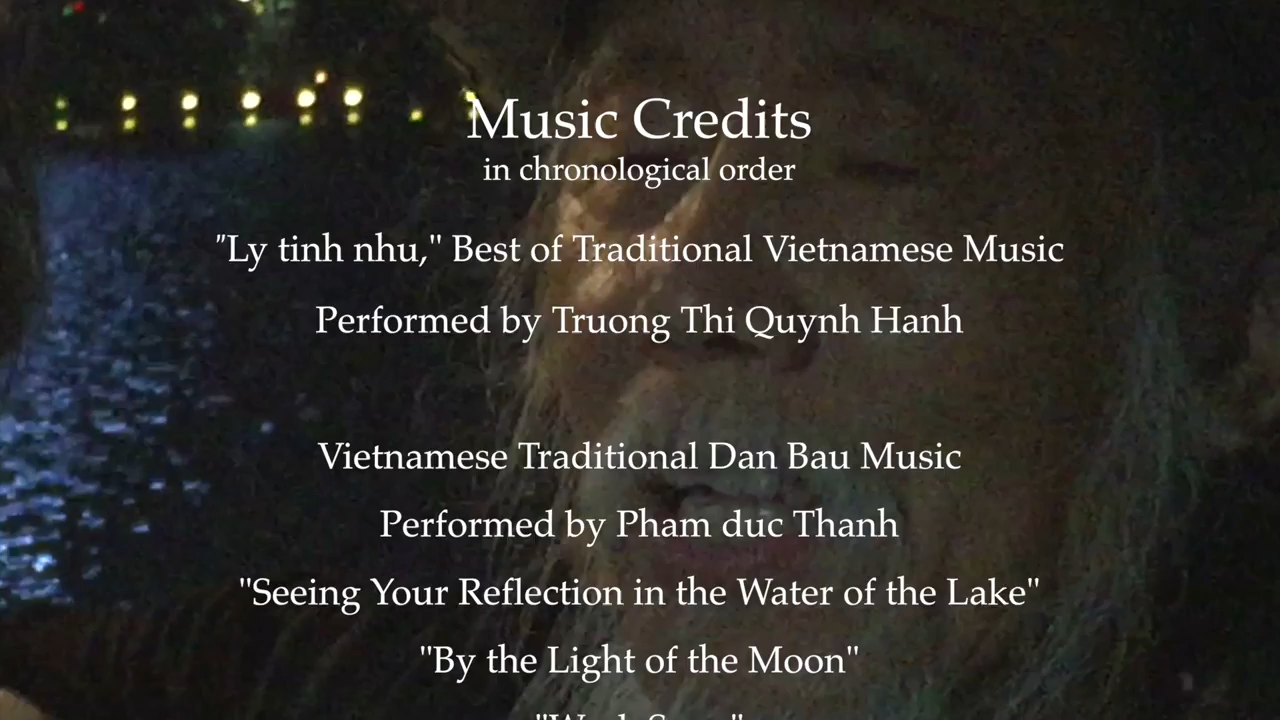 Music Credits
in chronological order
"Ly tinh nhu," Best of Traditional Vietnamese Music
Performed by Truong Thi Quynh Hanh
Vietnamese Traditional Dan Bau Music
Performed by Pham duc Thanh
"Seeing Your Reflection in the Water of the Lake"
"By the Light of the Moon"